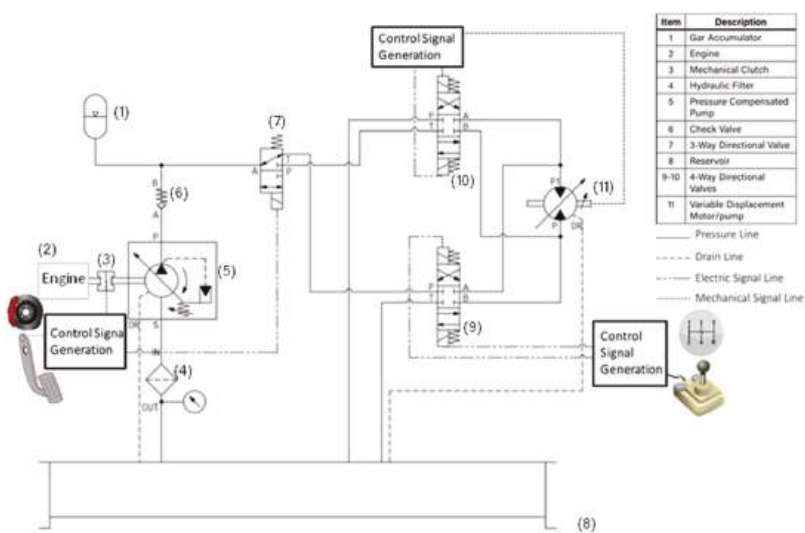 Control Signal
Generation
(1)
(7)
A
T
P
P
T
A
B
(10)
B
(6)
A
P
(2)
Engine
(3)
(5)
DR
S
Control Signa
Generation
IN
(4)
OUT
P1
(11)
P
DR
P
T
A
B
(9)
Control
Signal
Generation
(8)
Item Description
1 Gar Accumulator
2 Engine
3 Mechanical Clutch
4 Hydraulic Filter
5 Pressure Compensated
Pump
6 Check Valve
7 3-Way Directional Valve
8 Reservoir
9-10 4-Way Directional
Valves
11 Variable Displacement
Motor/pump
Pressure Line
Drain Line
Electric Signal Line
Mechanical Signal Line